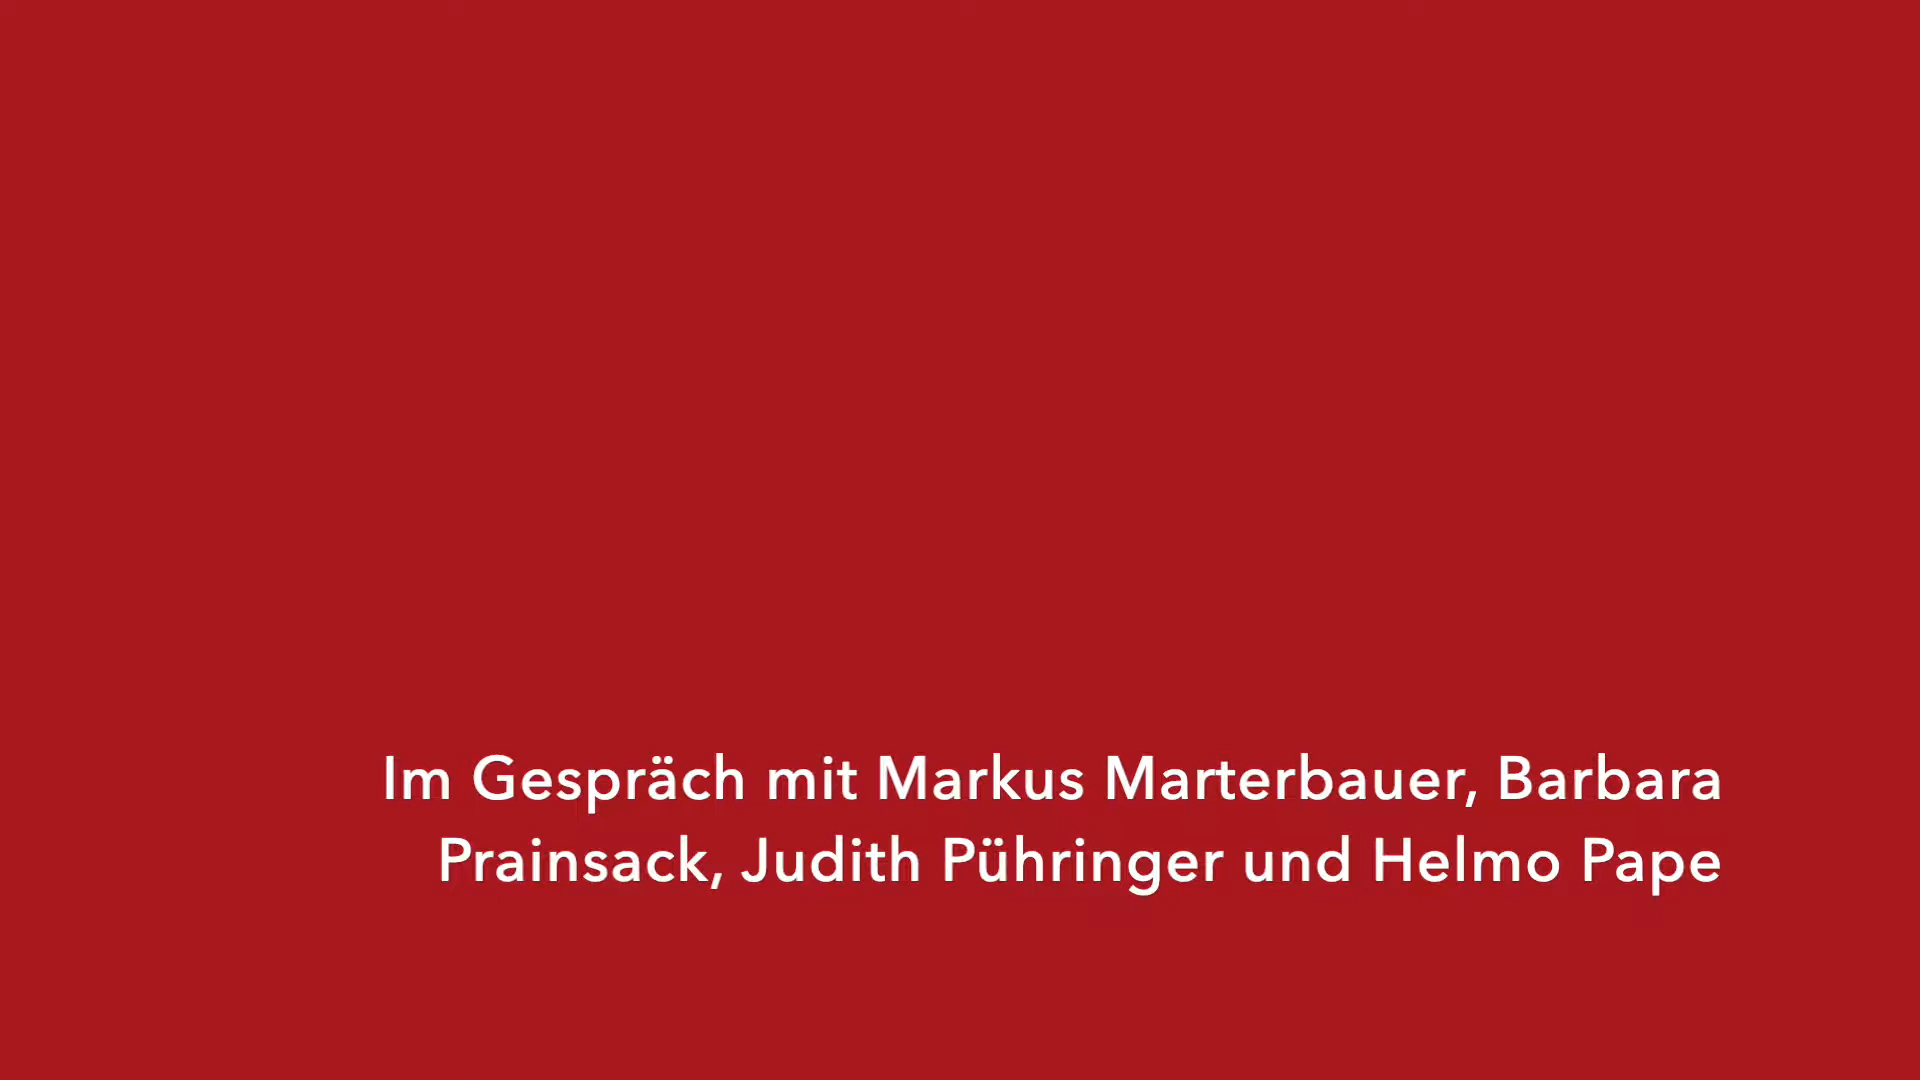 Im Gespräch mit Markus Marterbauer, Barbara
Prainsack, Judith Pühringer und Helmo Pape